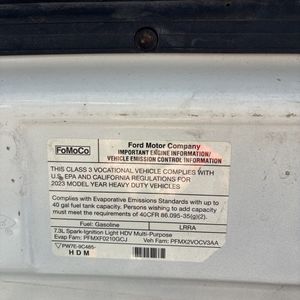 FoMoCo
Ford Motor Company
IMPORTANT ENGINE INFORMATION/
VEHICLE EMISSION CONTROL INFORMATION
THIS CLASS 3 VOCATIONAL VEHICLE COMPLIES WITH
U.S. EPA AND CALIFORNIA REGULATIONS FOR
2023 MODEL YEAR HEAVY DUTY VEHICLES
Complies with Evaporative Emissions Standards with up to
40 gal fuel tank capacity. Persons wishing to add capacity
must meet the requirements of 40CFR 86.095-35(g)(2).
Fuel: Gasoline LRRA
7.3L Spark-Ignition Light HDV Multi-Purpose
Evap Fam: PFMXF0210GCJ Veh Fam: PFMX2VOCV3AA
PW7E-9C485-
HDM